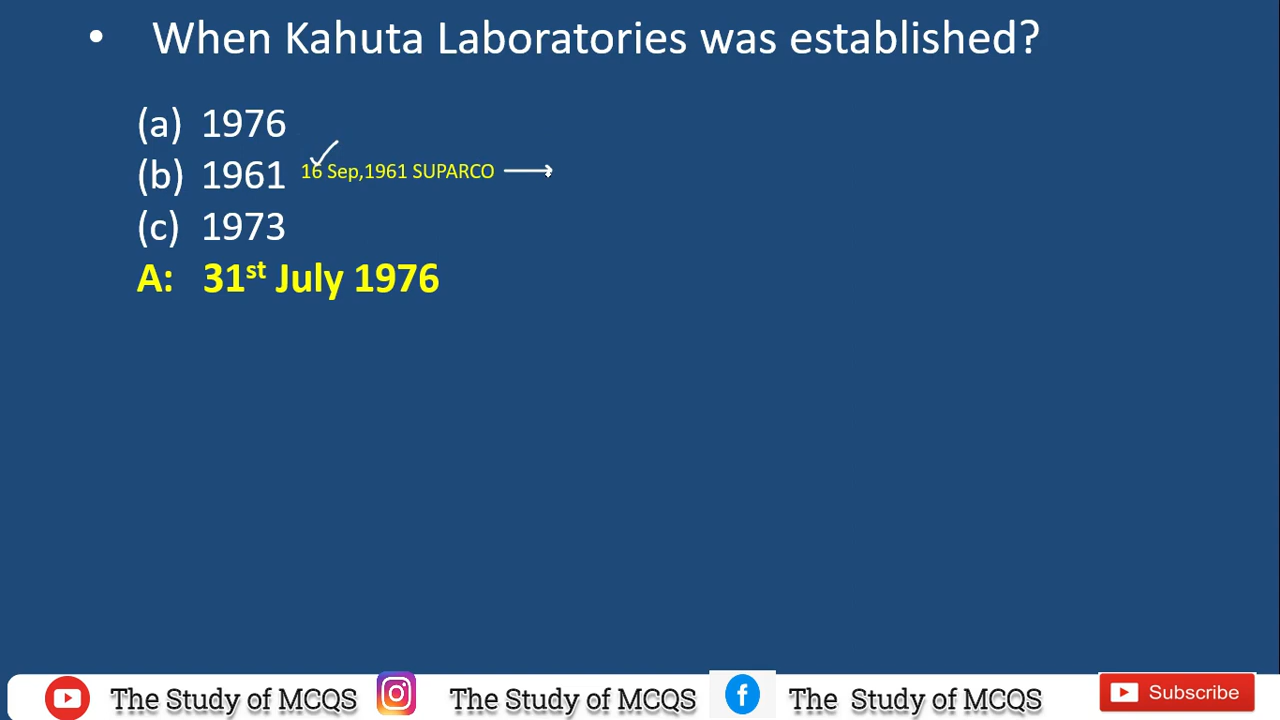 • When Kahuta Laboratories was established?
(a) 1976
(b) 1961 16 Sep,1961 SUPARCO
(c) 1973
A: 31st July 1976
The Study of MCQS The Study of MCQS The Study of MCQS Subscribe